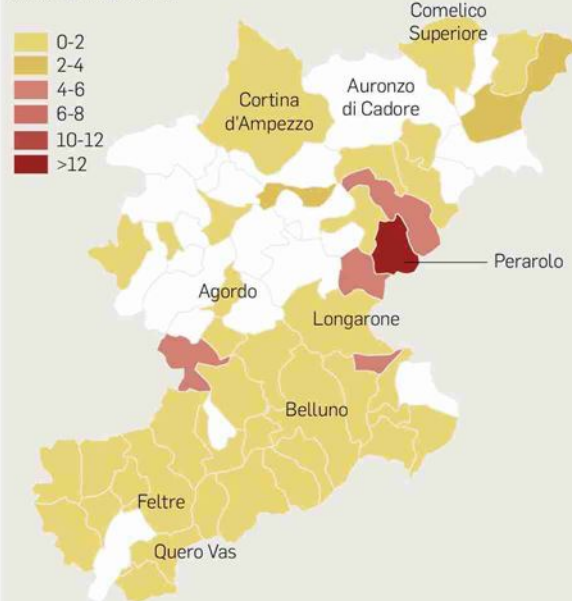 Comelico
Superiore
0-2
2-4
4-6
6-8
10-12
>12
Auronzo
di Cadore
Cortina
d'Ampezzo
Perarolo
Agordo
Longarone
Belluno
Feltre
Quero Vas